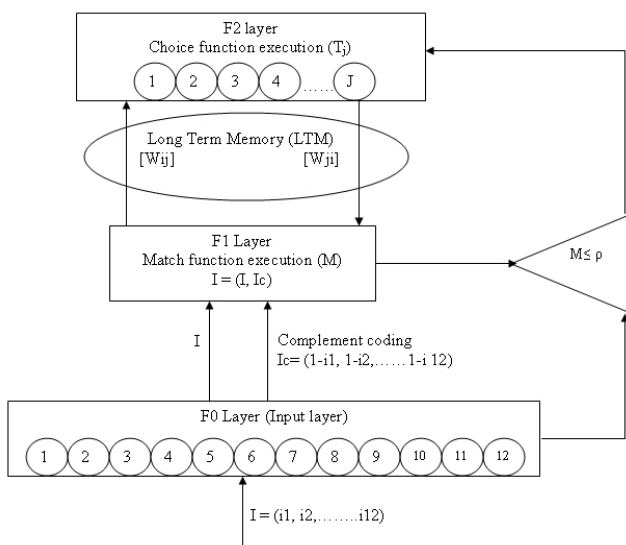 F2 layer
Choice function execution (Tj)
1 2 3 4 ...... J
Long Term Memory (LTM)
[Wij] [Wji]
F1 Layer
Match function execution (M)
I = (I, Ic)
M≤ ρ
I
Complement coding
Ic= (1-i1, 1-i2,......1-i 12)
F0 Layer (Input layer)
1 2 3 4 5 6 7 8 9 10 11 12
I = (i1, i2,........i12)